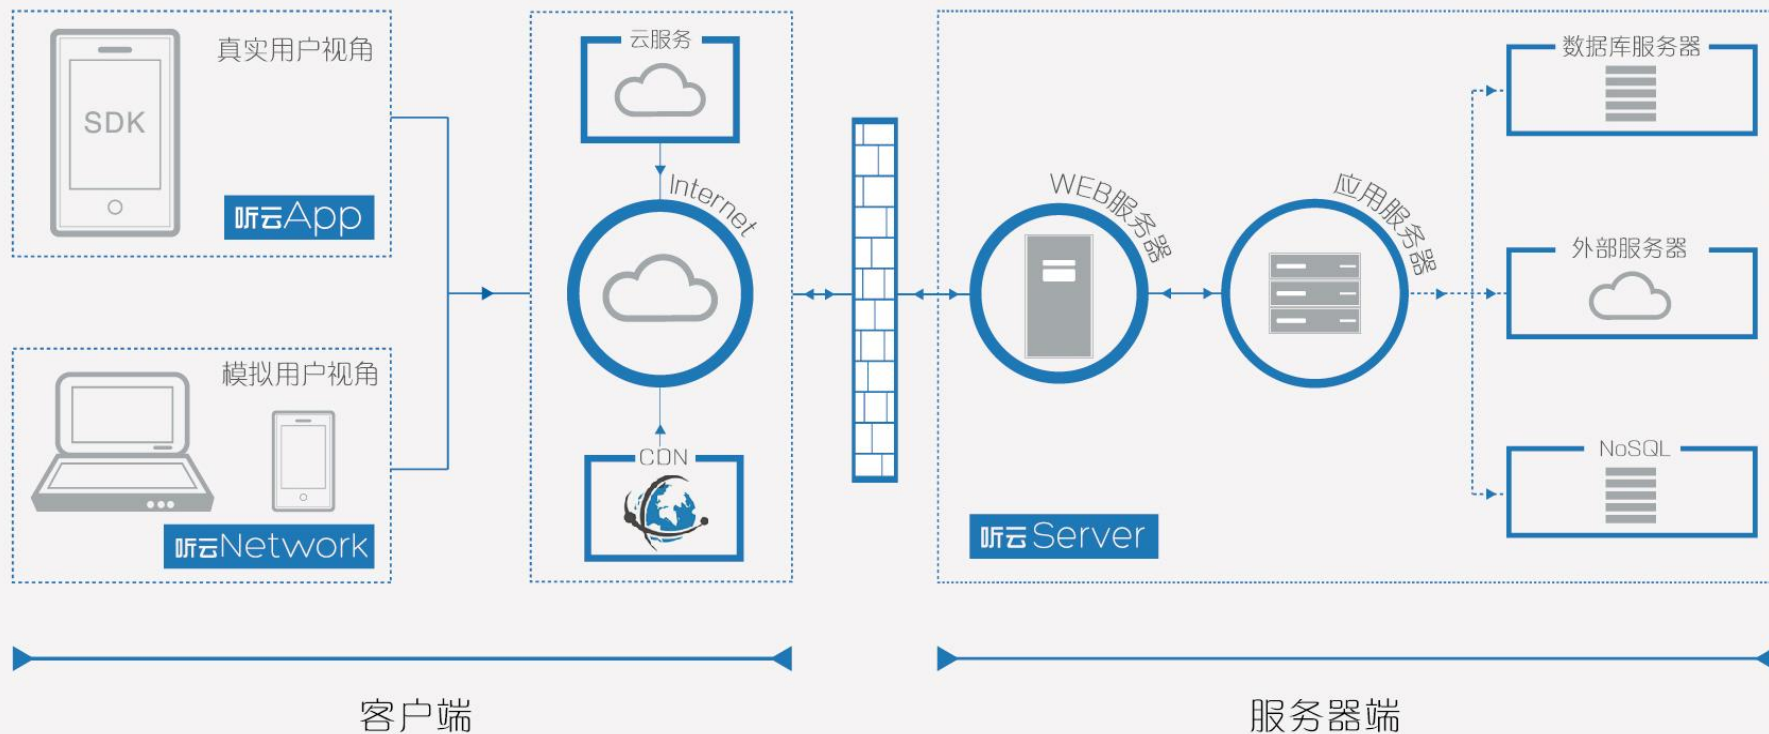 真实用户视角
SDK
听云App
模拟用户视角
听云Network
云服务
Internet
CDN
WEB服务器
应用服务器
数据库服务器
外部服务器
NoSQL
听云Server
客户端
服务器端